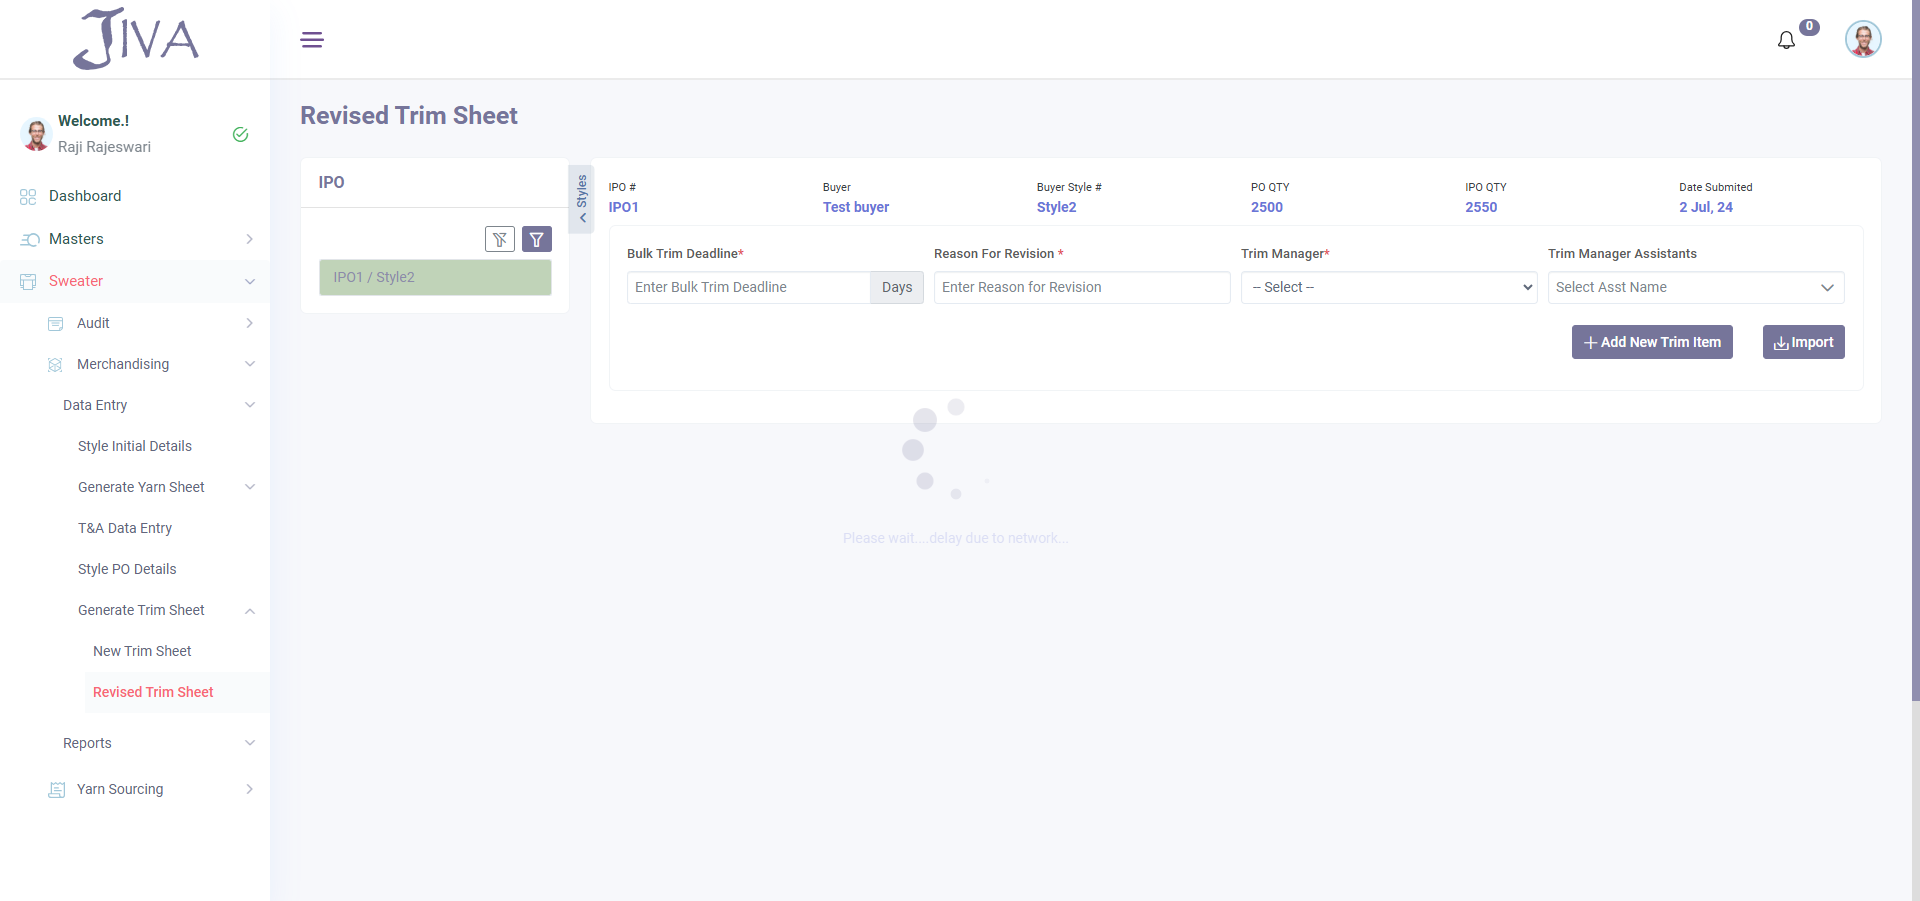 JIVA
0
Welcome.!
Raji Rajeswari
Dashboard
Masters
Sweater
Audit
Merchandising
Data Entry
Style Initial Details
Generate Yarn Sheet
T&A Data Entry
Style PO Details
Generate Trim Sheet
New Trim Sheet
Revised Trim Sheet
Reports
Yarn Sourcing
Revised Trim Sheet
IPO
IPO1 / Style2
Styles
IPO # Buyer Buyer Style # PO QTY IPO QTY Date Submited
IPO1 Test buyer Style2 2500 2550 2 Jul, 24
Bulk Trim Deadline* Reason For Revision * Trim Manager* Trim Manager Assistants
Enter Bulk Trim Deadline Days Enter Reason for Revision -- Select -- Select Asst Name
Add New Trim Item Import
Please wait....delay due to network...